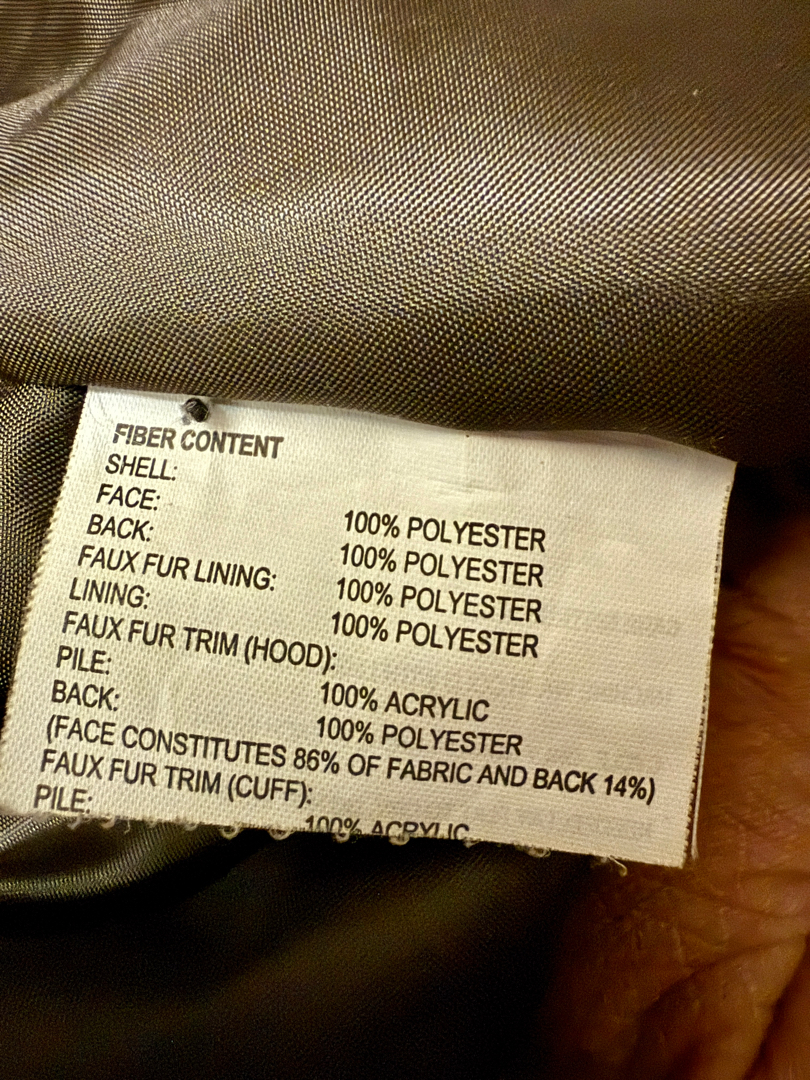 FIBER CONTENT
SHELL:
FACE: 100% POLYESTER
BACK: 100% POLYESTER
FAUX FUR LINING: 100% POLYESTER
LINING: 100% POLYESTER
FAUX FUR TRIM (HOOD):
PILE: 100% ACRYLIC
BACK: 100% POLYESTER
(FACE CONSTITUTES 86% OF FABRIC AND BACK 14%)
FAUX FUR TRIM (CUFF):
PILE: 100% ACRYLIC